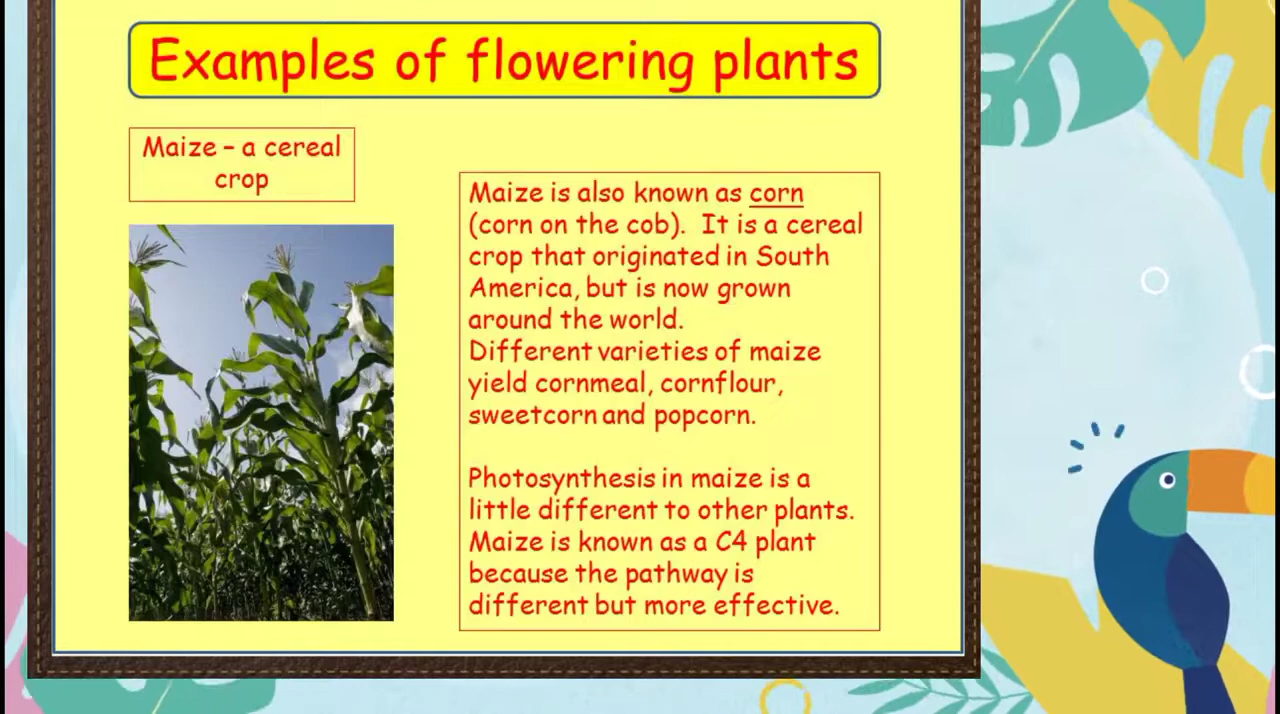 Examples of flowering plants
Maize – a cereal
crop
Maize is also known as corn
(corn on the cob). It is a cereal
crop that originated in South
America, but is now grown
around the world.
Different varieties of maize
yield cornmeal, cornflour,
sweetcorn and popcorn.
Photosynthesis in maize is a
little different to other plants.
Maize is known as a C4 plant
because the pathway is
different but more effective.